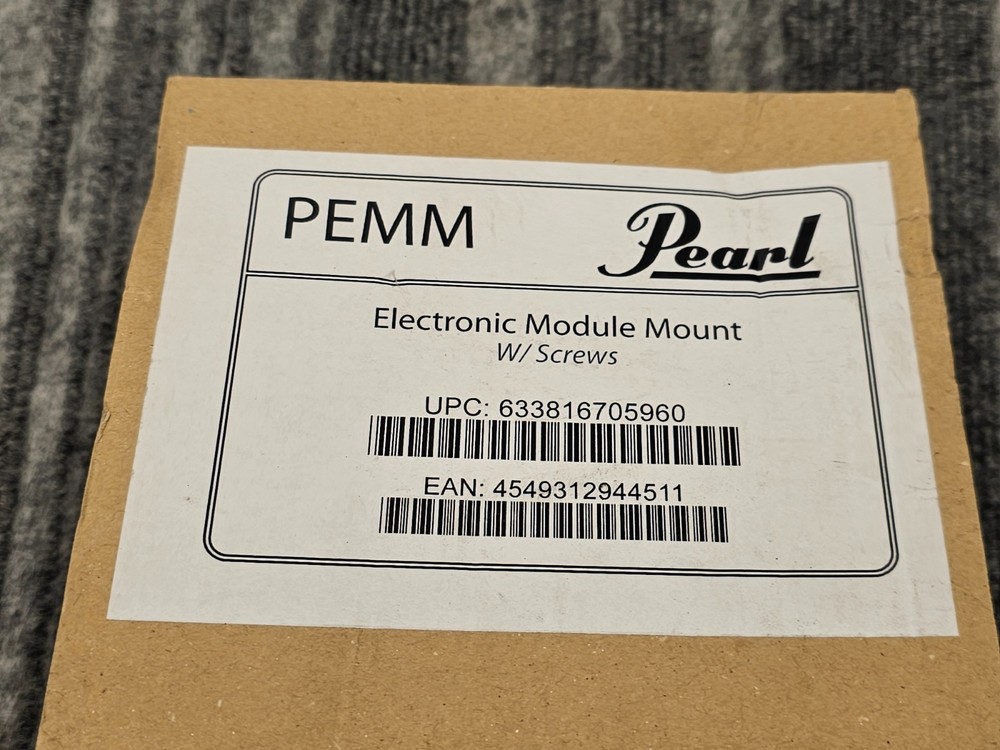 PEMM
Pearl
Electronic Module Mount
W/ Screws
UPC: 633816705960
EAN: 4549312944511